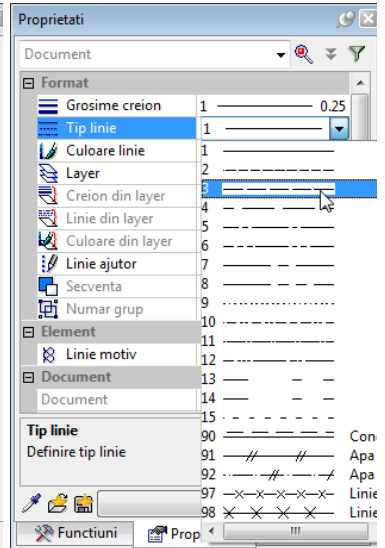 Proprietati
Document
Format
Grosime creion 1 0.25
Tip linie 1
Culoare linie 1
Layer 2
Creion din layer 3
Linie din layer 4
Culoare din layer 5
6
Linie ajutor 7
Secventa 8
Numar grup 9
10
Element 11
Linie motiv 12
Document 13
Document 14
15
Tip linie 90
Definire tip linie 91 Apa
92 Apa
97 Linie
98 Linie
Functiuni